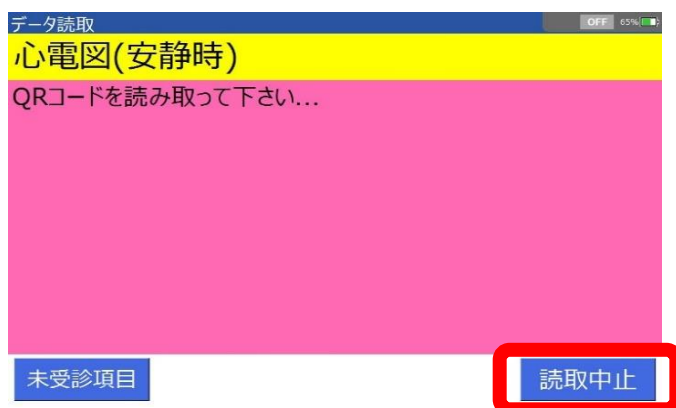 データ読取
OFF 65%
心電図(安静時)
QRコードを読み取って下さい...
未受診項目
読取中止